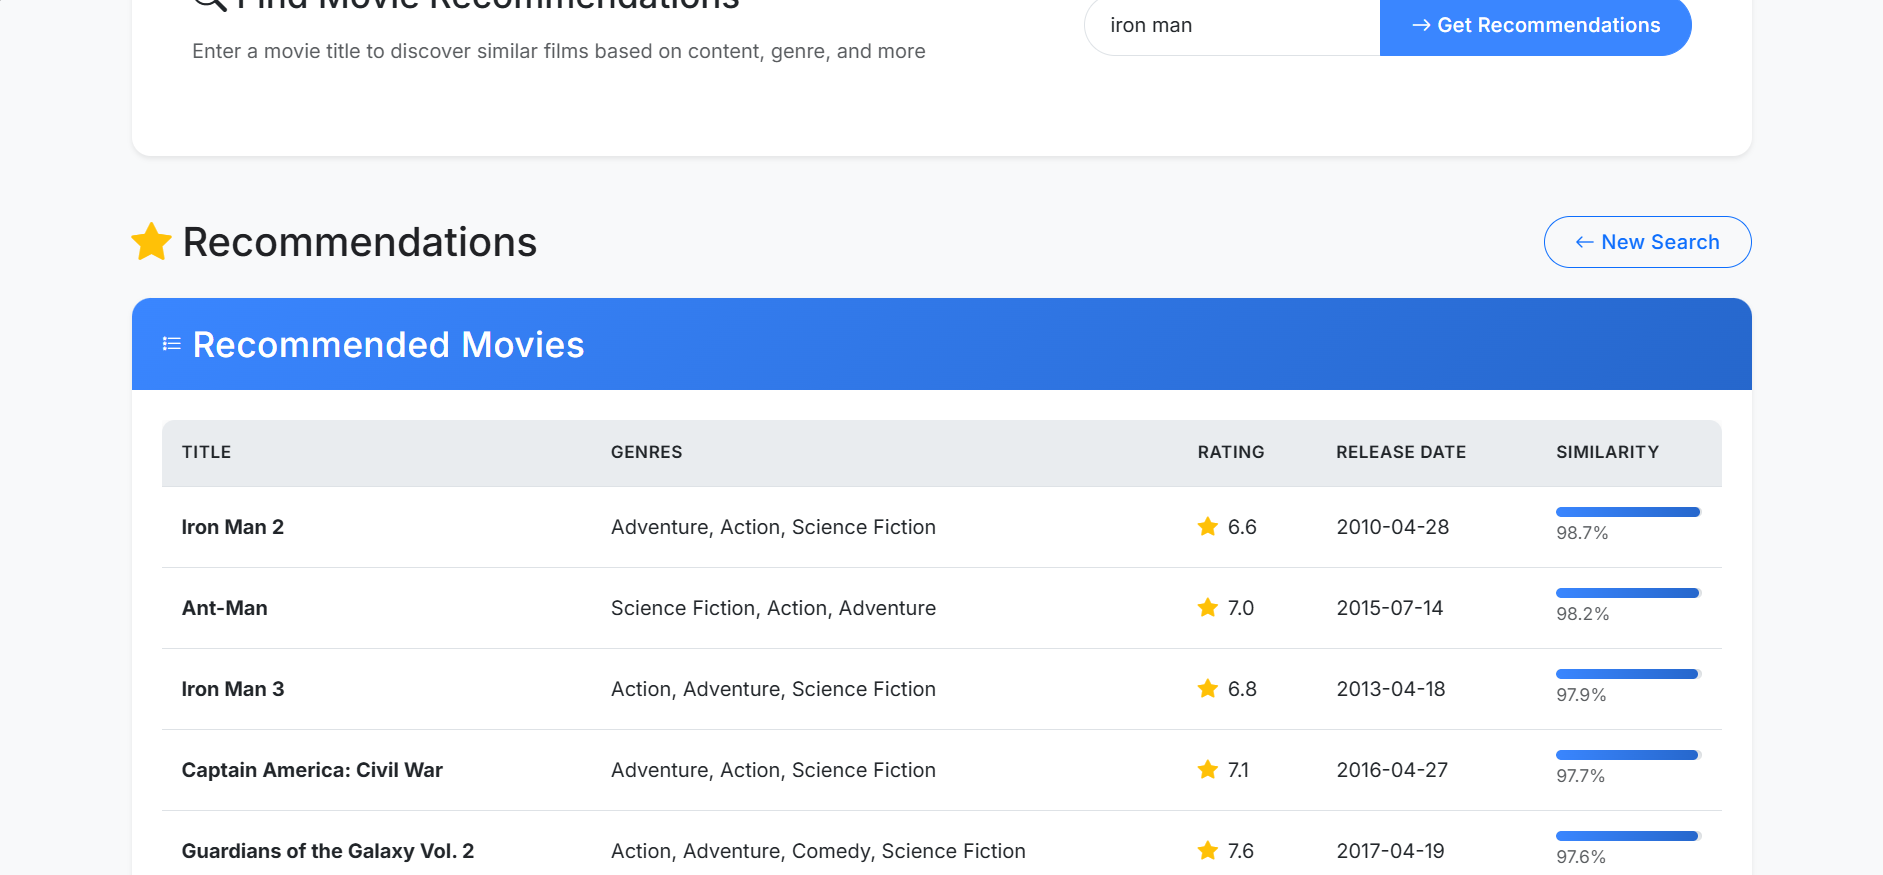 Find Movie Recommendations
Enter a movie title to discover similar films based on content, genre, and more
iron man
→ Get Recommendations
Recommendations
← New Search
Recommended Movies
TITLE GENRES RATING RELEASE DATE SIMILARITY
Iron Man 2 Adventure, Action, Science Fiction 6.6 2010-04-28 98.7%
Ant-Man Science Fiction, Action, Adventure 7.0 2015-07-14 98.2%
Iron Man 3 Action, Adventure, Science Fiction 6.8 2013-04-18 97.9%
Captain America: Civil War Adventure, Action, Science Fiction 7.1 2016-04-27 97.7%
Guardians of the Galaxy Vol. 2 Action, Adventure, Comedy, Science Fiction 7.6 2017-04-19 97.6%